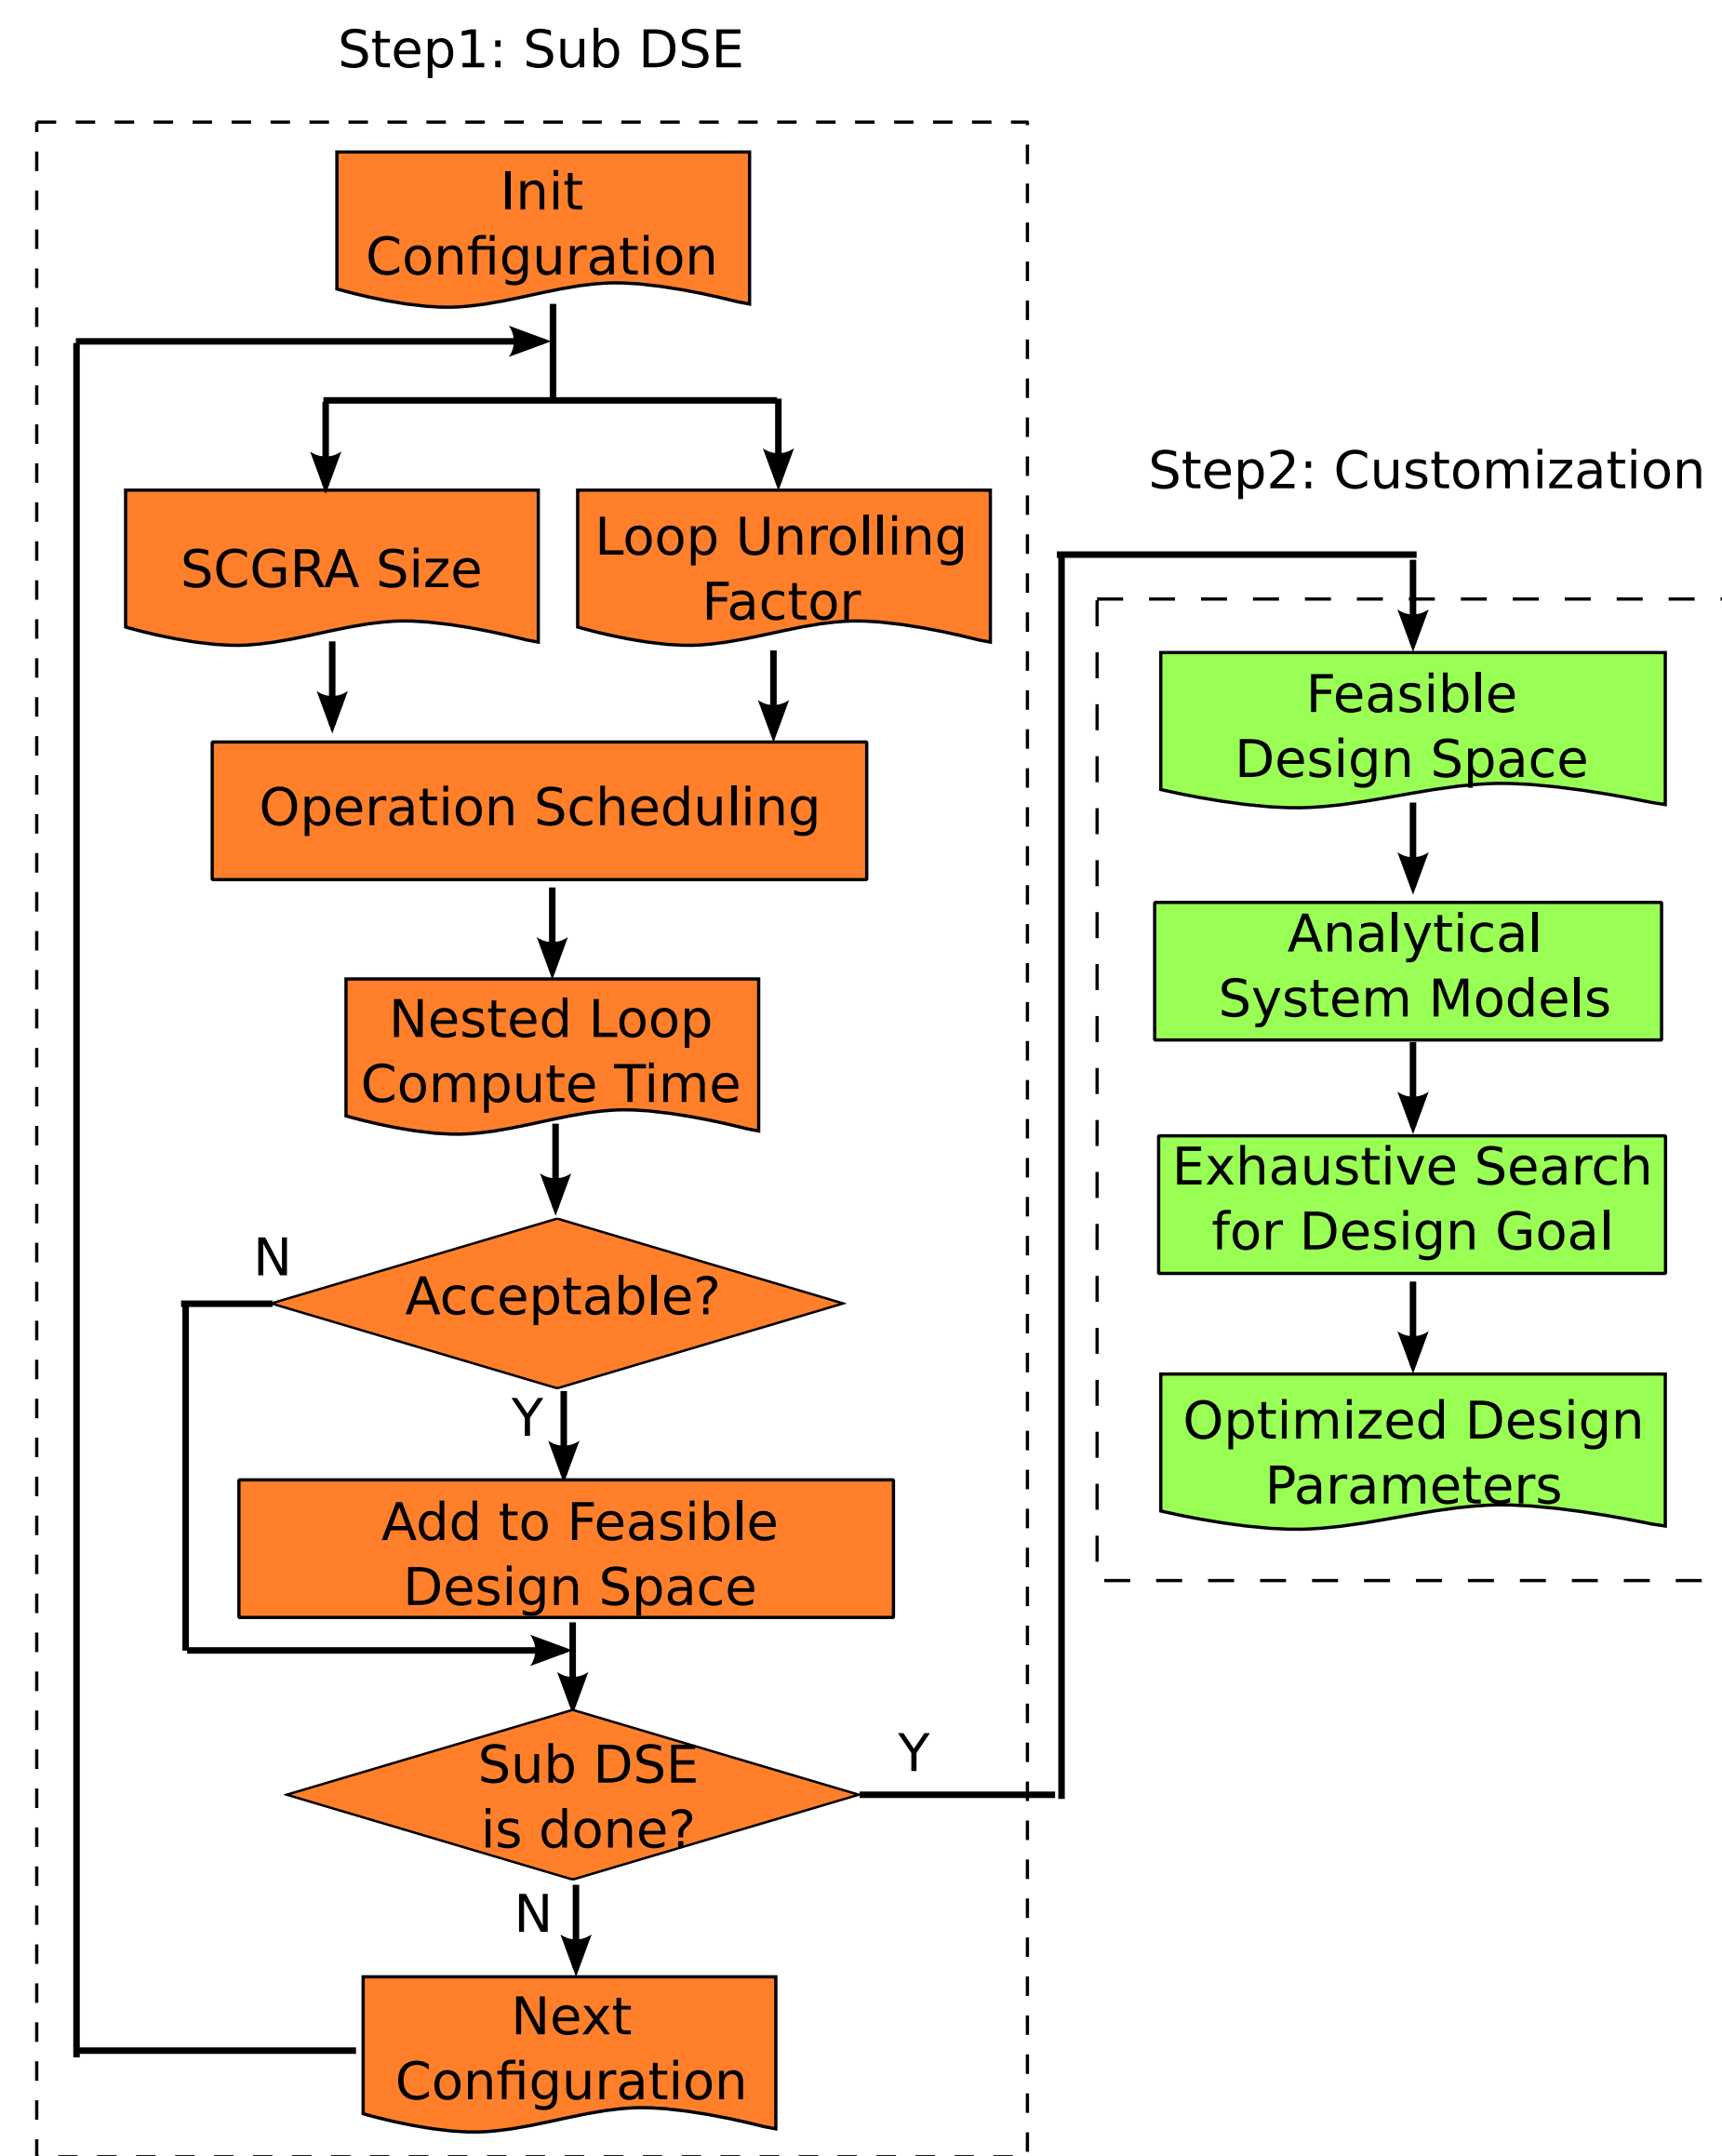 Step1: Sub DSE
Init
Configuration
SCGRA Size
Loop Unrolling
Factor
Operation Scheduling
Nested Loop
Compute Time
N
Acceptable?
Y
Add to Feasible
Design Space
Sub DSE
is done?
Y
N
Next
Configuration
Step2: Customization
Feasible
Design Space
Analytical
System Models
Exhaustive Search
for Design Goal
Optimized Design
Parameters